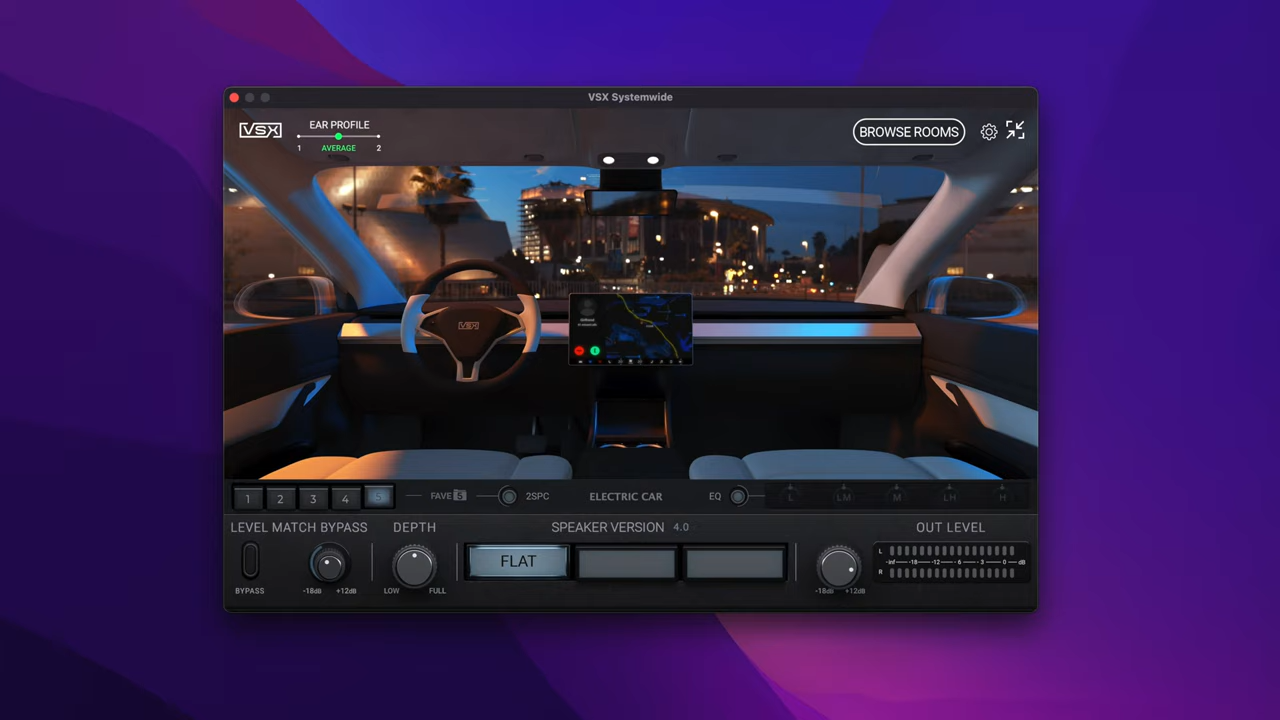 VSX Systemwide
VSX
EAR PROFILE
1 AVERAGE 2
BROWSE ROOMS
VSX
1 2 3 4 5
FAVE 5
2SPC
ELECTRIC CAR
EQ
L LM M LH H
LEVEL MATCH BYPASS
DEPTH
SPEAKER VERSION 4.0
OUT LEVEL
FLAT
L
-inf -18 -12 -6 -3 0 dB
R
BYPASS
-18dB +12dB
LOW FULL
-18dB +12dB